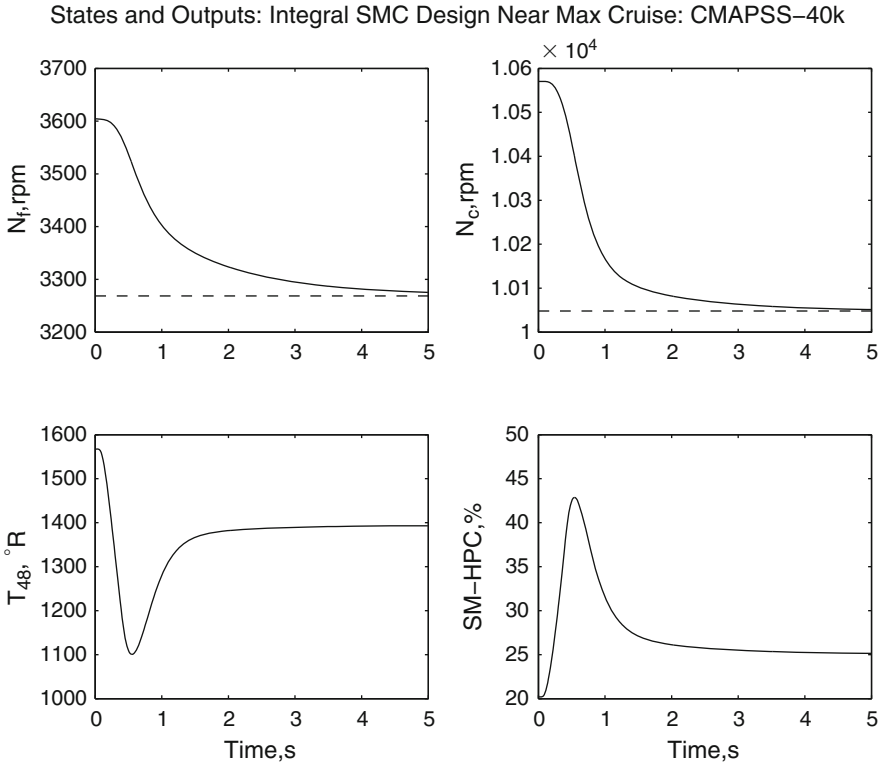 States and Outputs: Integral SMC Design Near Max Cruise: CMAPSS−40k
3700
3600
3500
3400
3300
3200
N_f,rpm
0 1 2 3 4 5
× 10^4
1.06
1.05
1.04
1.03
1.02
1.01
1
N_c,rpm
0 1 2 3 4 5
1600
1500
1400
1300
1200
1100
1000
T_48, °R
0 1 2 3 4 5
Time,s
50
45
40
35
30
25
20
SM−HPC,%
0 1 2 3 4 5
Time,s